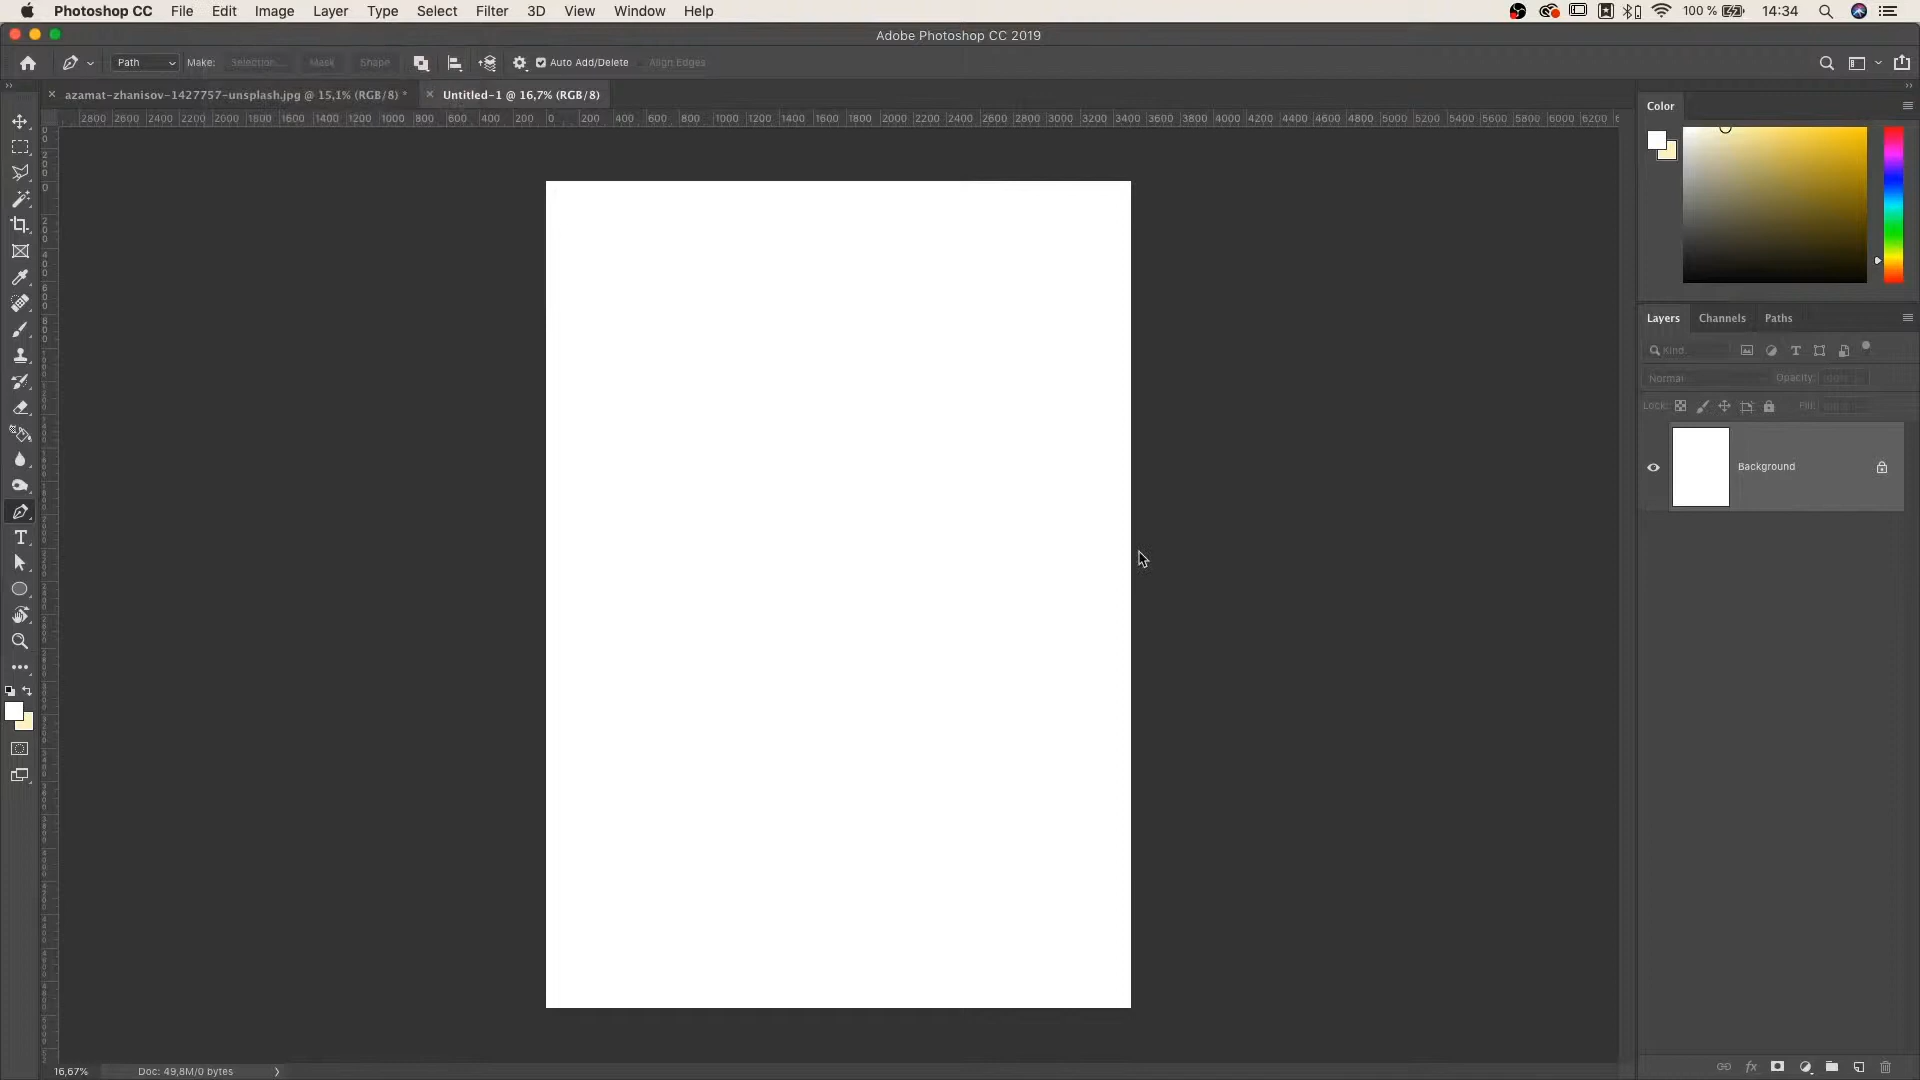 Photoshop CC File Edit Image Layer Type Select Filter 3D View Window Help 100 % 14:34
Adobe Photoshop CC 2019
Path Make: Selection... Mask Shape Auto Add/Delete Align Edges
azamat-zhanisov-1427757-unsplash.jpg @ 15,1% (RGB/8) * Untitled-1 @ 16,7% (RGB/8)
2800 2600 2400 2200 2000 1800 1600 1400 1200 1000 800 600 400 200 0 200 400 600 800 1000 1200 1400 1600 1800 2000 2200 2400 2600 2800 3000 3200 3400 3600 3800 4000 4200 4400 4600 4800 5000 5200 5400 5600 5800 6000 6200
Color
Layers Channels Paths
Kind
Normal Opacity:
Lock: Fill:
Background
16,67% Doc: 49,8M/0 bytes